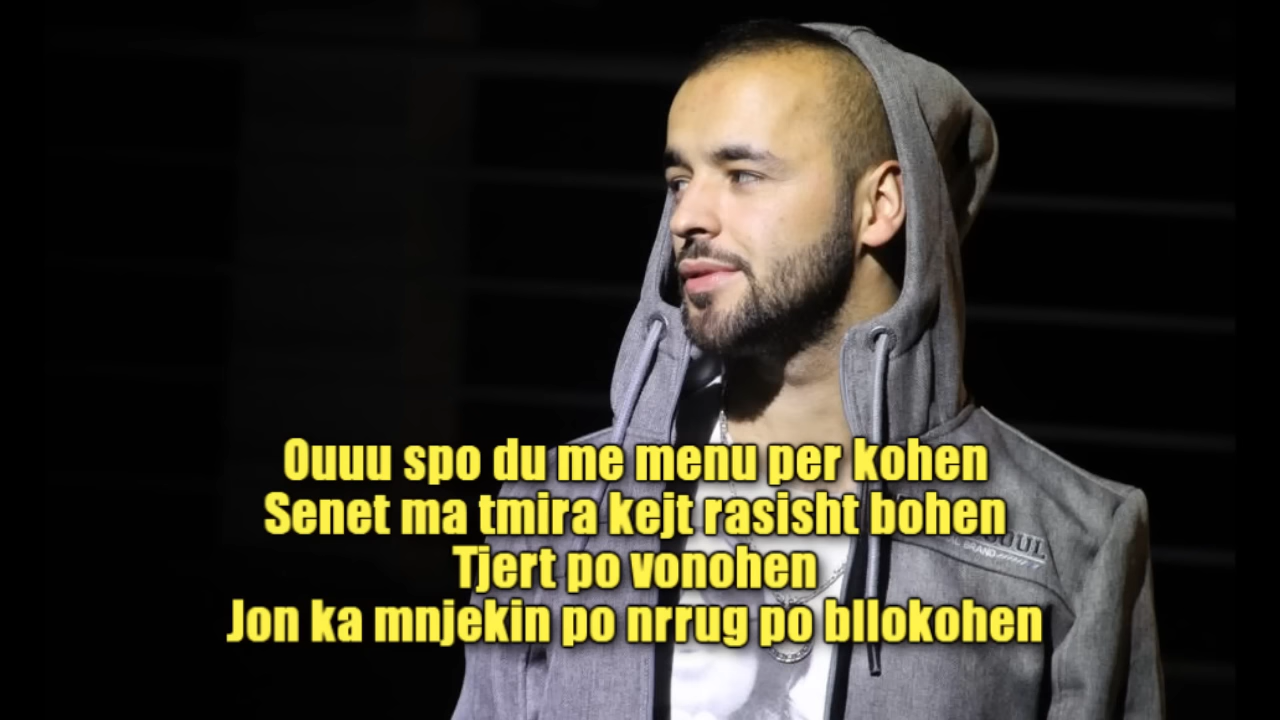 Ouuu spo du me menu per kohen
Senet ma tmira kejt rasisht bohen
Tjert po vonohen
Jon ka mnjekin po nrrug po bllokohen